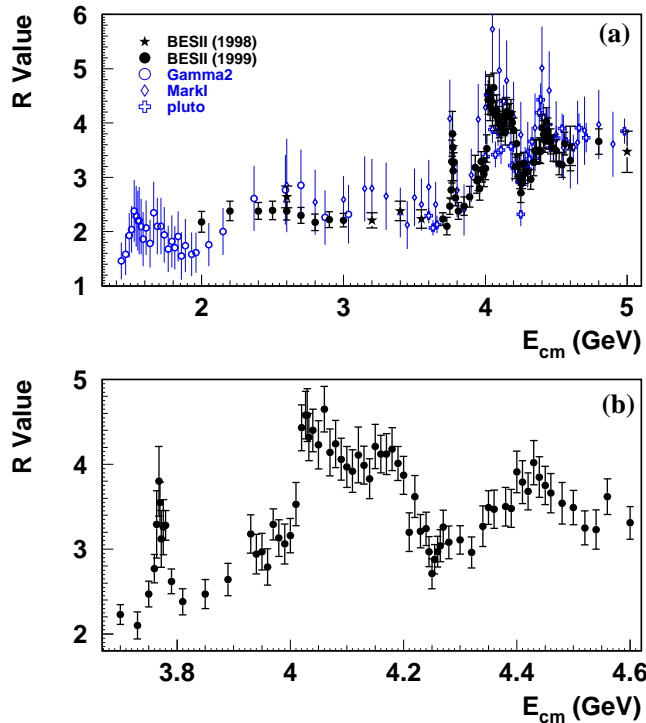 6
5
4
3
2
1
R Value
(a)
BESII (1998)
BESII (1999)
Gamma2
MarkI
pluto
2
3
4
5
E_cm (GeV)
5
4
3
2
R Value
(b)
3.8
4
4.2
4.4
4.6
E_cm (GeV)